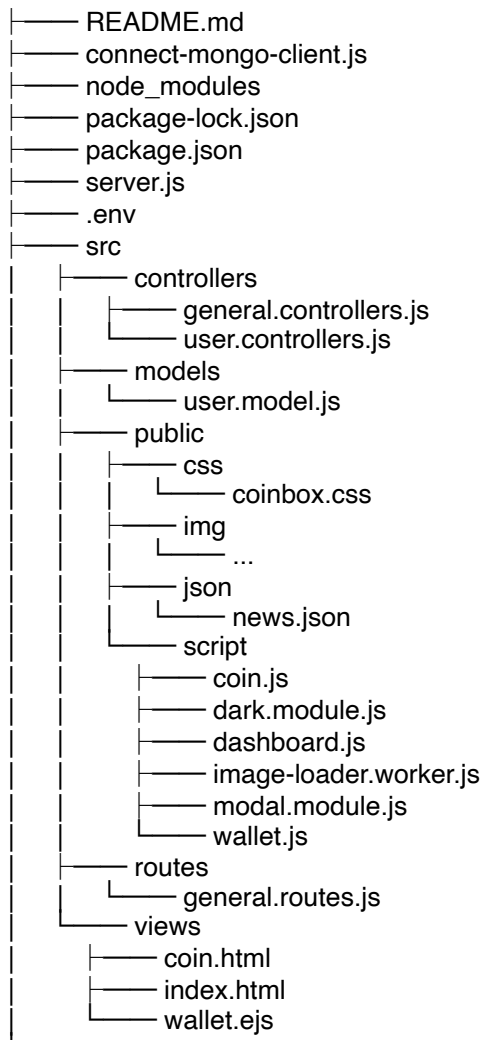 README.md
connect-mongo-client.js
node_modules
package-lock.json
package.json
server.js
.env
src
controllers
general.controllers.js
user.controllers.js
models
user.model.js
public
css
coinbox.css
img
...
json
news.json
script
coin.js
dark.module.js
dashboard.js
image-loader.worker.js
modal.module.js
wallet.js
routes
general.routes.js
views
coin.html
index.html
wallet.ejs